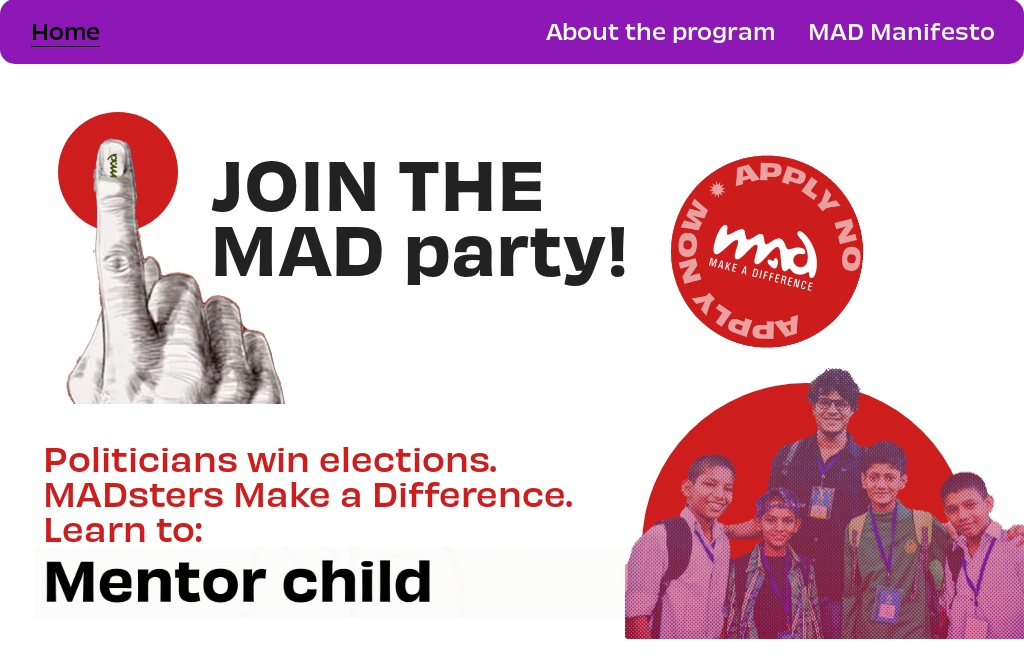 Home
About the program
MAD Manifesto
mad
JOIN THE
MAD party!
APPLY NOW
APPLY NO
APPLY
mad
MAKE A DIFFERENCE
Politicians win elections.
MADsters Make a Difference.
Learn to:
Mentor child